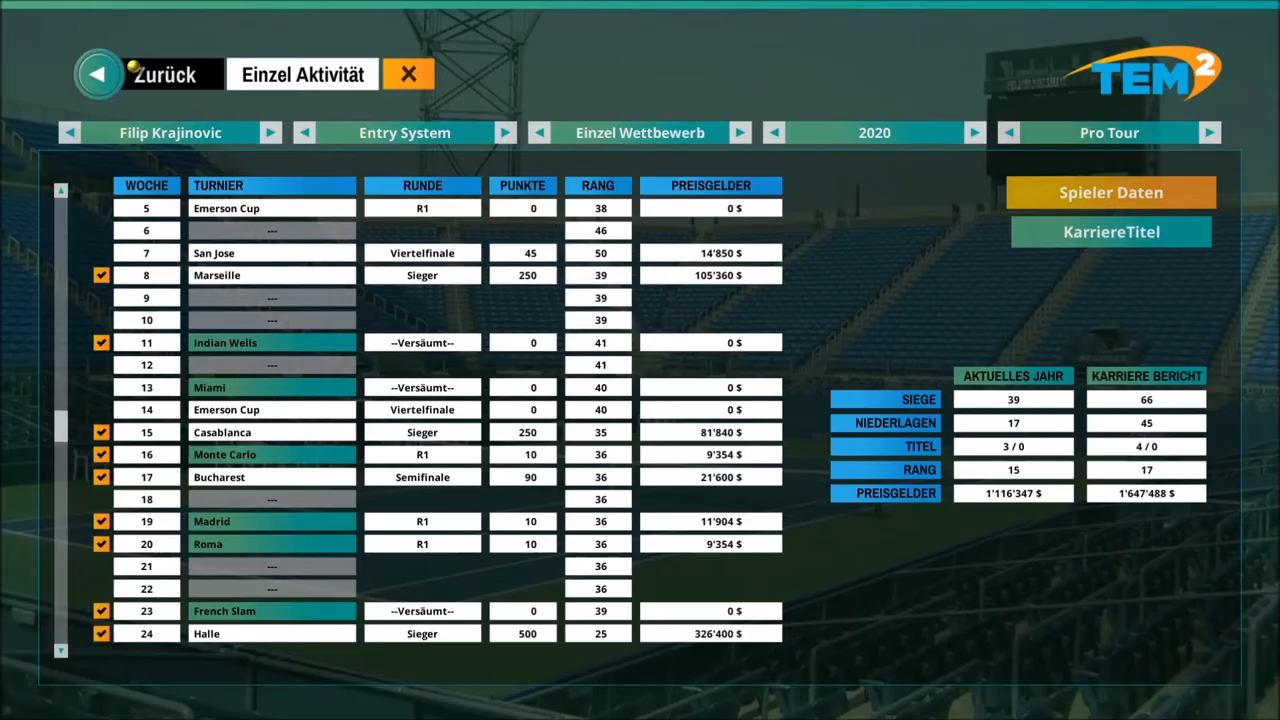 Zurück Einzel Aktivität
TEM2
Filip Krajinovic Entry System Einzel Wettbewerb 2020 Pro Tour
WOCHE TURNIER RUNDE PUNKTE RANG PREISGELDER
5 Emerson Cup R1 0 38 0 $
6 --- 46
7 San Jose Viertelfinale 45 50 14'850 $
8 Marseille Sieger 250 39 105'360 $
9 --- 39
10 --- 39
11 Indian Wells --Versäumt-- 0 41 0 $
12 --- 41
13 Miami --Versäumt-- 0 40 0 $
14 Emerson Cup Viertelfinale 0 40 0 $
15 Casablanca Sieger 250 35 81'840 $
16 Monte Carlo R1 10 36 9'354 $
17 Bucharest Semifinale 90 36 21'600 $
18 --- 36
19 Madrid R1 10 36 11'904 $
20 Roma R1 10 36 9'354 $
21 --- 36
22 --- 36
23 French Slam --Versäumt-- 0 39 0 $
24 Halle Sieger 500 25 326'400 $
Spieler Daten
KarriereTitel
AKTUELLES JAHR KARRIERE BERICHT
SIEGE 39 66
NIEDERLAGEN 17 45
TITEL 3 / 0 4 / 0
RANG 15 17
PREISGELDER 1'116'347 $ 1'647'488 $